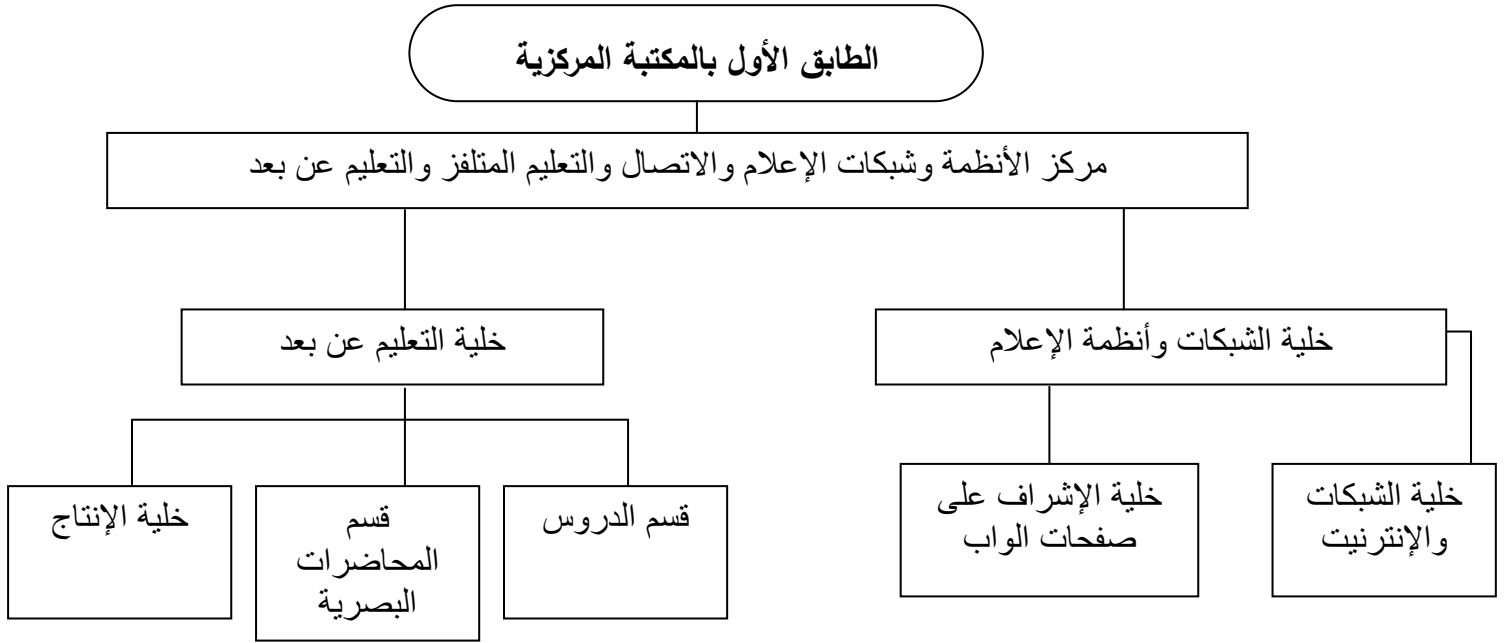 الطابق الأول بالمكتبة المركزية
مركز الأنظمة وشبكات الإعلام والاتصال والتعليم المتلفز والتعليم عن بعد
خلية الشبكات وأنظمة الإعلام
خلية التعليم عن بعد
خلية الشبكات
والإنترنيت
خلية الإشراف على
صفحات الواب
قسم الدروس
قسم
المحاضرات
البصرية
خلية الإنتاج